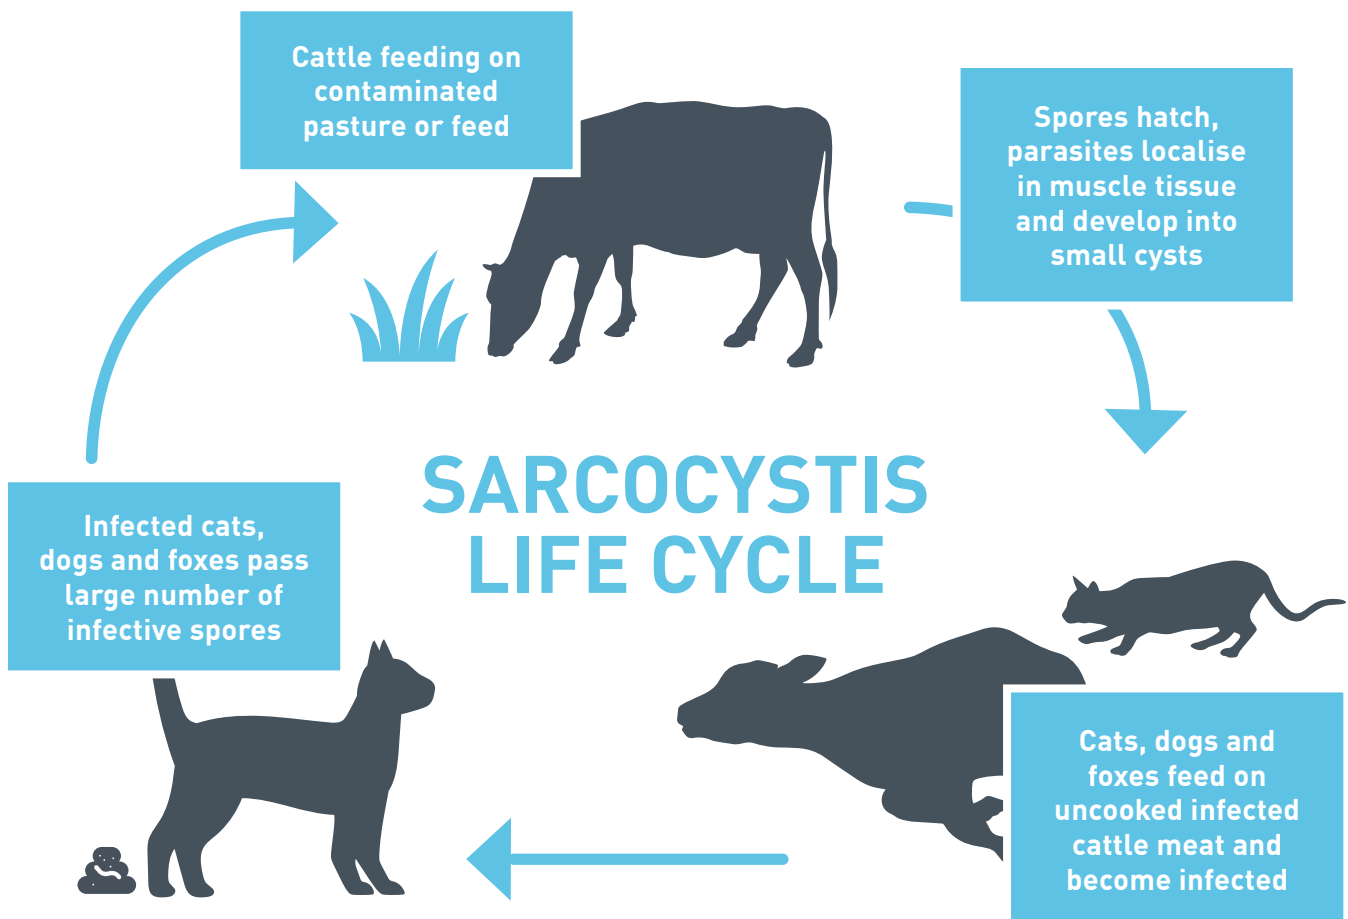 Cattle feeding on
contaminated
pasture or feed
Spores hatch,
parasites localise
in muscle tissue
and develop into
small cysts
SARCOCYSTIS
LIFE CYCLE
Infected cats,
dogs and foxes pass
large number of
infective spores
Cats, dogs and
foxes feed on
uncooked infected
cattle meat and
become infected